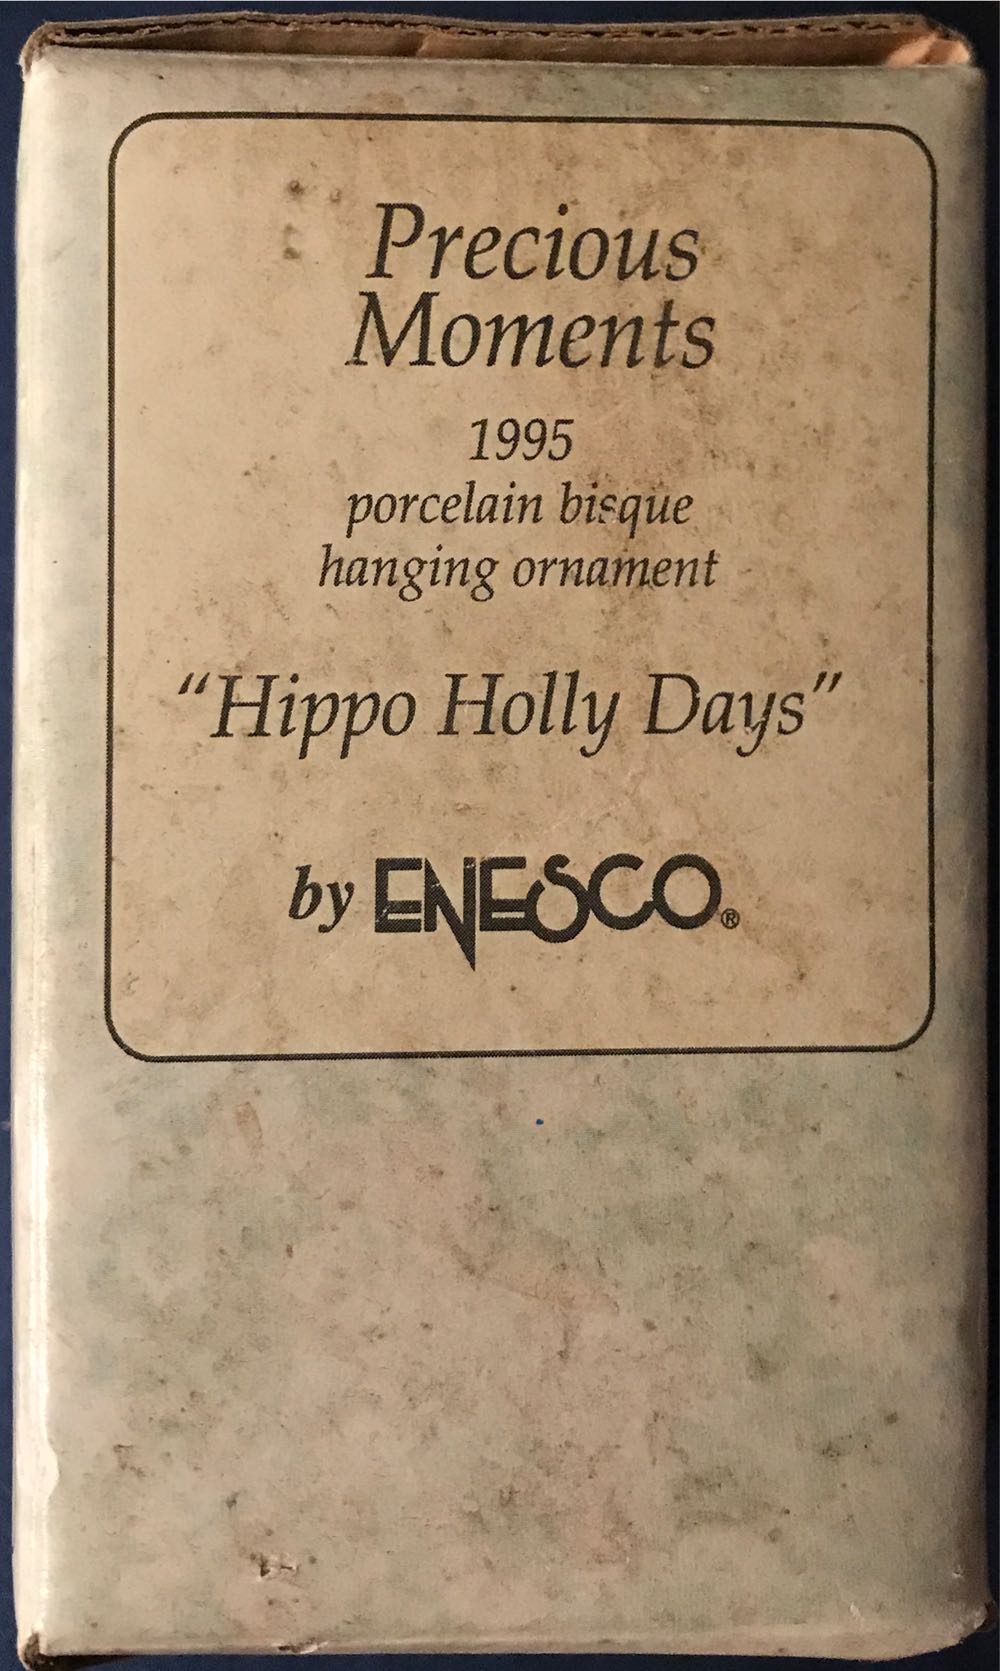 Precious
Moments
1995
porcelain bisque
hanging ornament
“Hippo Holly Days”
by ENESCO®